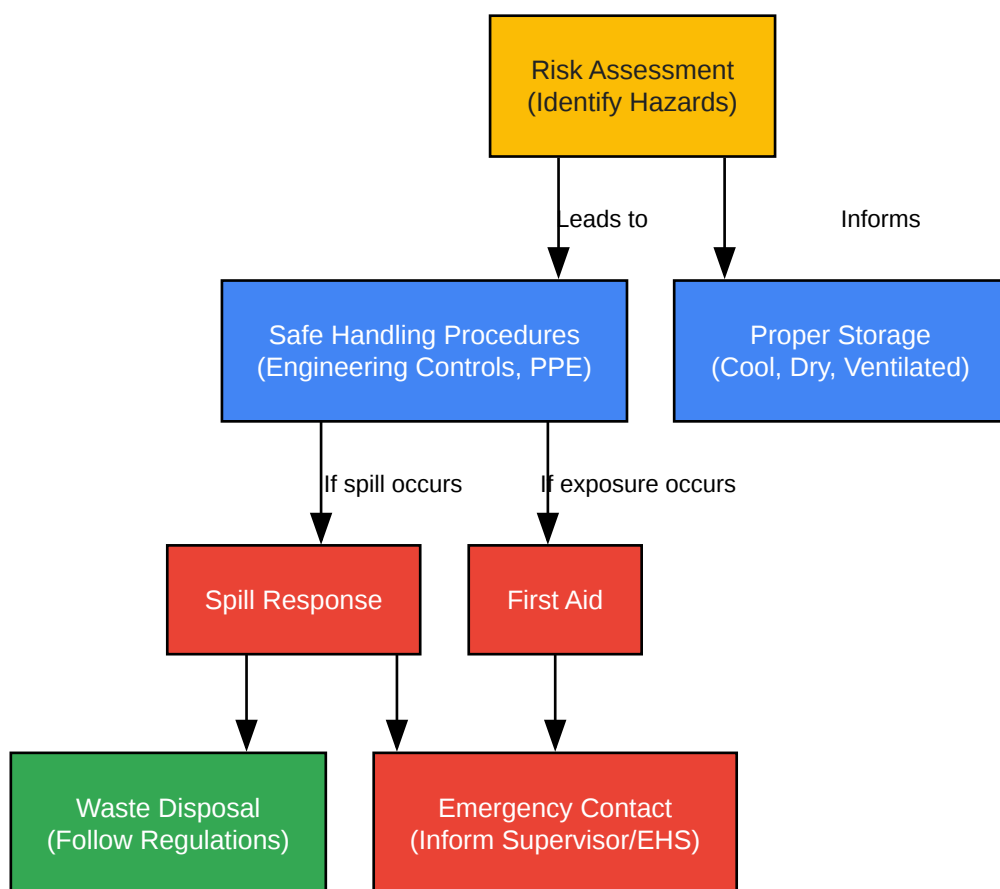 Risk Assessment
(Identify Hazards)
Leads to
Informs
Safe Handling Procedures
(Engineering Controls, PPE)
Proper Storage
(Cool, Dry, Ventilated)
If spill occurs
If exposure occurs
Spill Response
First Aid
Waste Disposal
(Follow Regulations)
Emergency Contact
(Inform Supervisor/EHS)